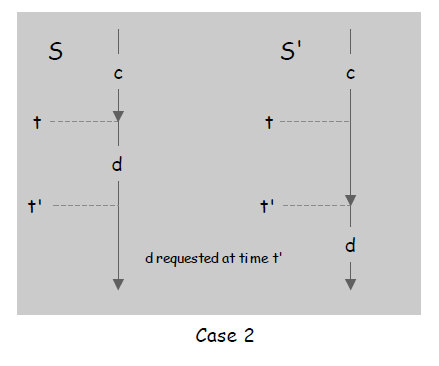 S S'
c c
t t
d
t' t'
d
d requested at time t'
Case 2